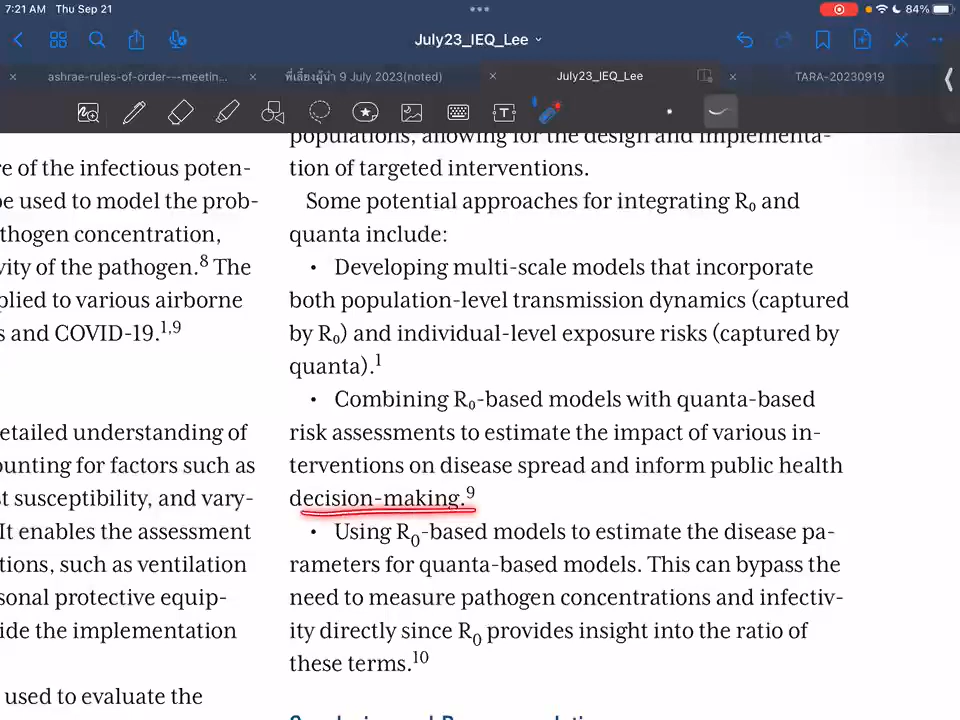 7:21 AM Thu Sep 21
84%
July23_IEQ_Lee
ashrae-rules-of-order---meetin...
พี่เลี้ยงผู้นำ 9 July 2023(noted)
July23_IEQ_Lee
TARA-20230919
re of the infectious poten-
be used to model the prob-
thogen concentration,
vity of the pathogen.8 The
plied to various airborne
s and COVID-19.1,9
etailed understanding of
ounting for factors such as
st susceptibility, and vary-
It enables the assessment
tions, such as ventilation
sonal protective equip-
ide the implementation
used to evaluate the
populations, allowing for the design and implementa-
tion of targeted interventions.
Some potential approaches for integrating R₀ and
quanta include:
• Developing multi-scale models that incorporate
both population-level transmission dynamics (captured
by R₀) and individual-level exposure risks (captured by
quanta).1
• Combining R₀-based models with quanta-based
risk assessments to estimate the impact of various in-
terventions on disease spread and inform public health
decision-making.9
• Using R₀-based models to estimate the disease pa-
rameters for quanta-based models. This can bypass the
need to measure pathogen concentrations and infectiv-
ity directly since R₀ provides insight into the ratio of
these terms.10